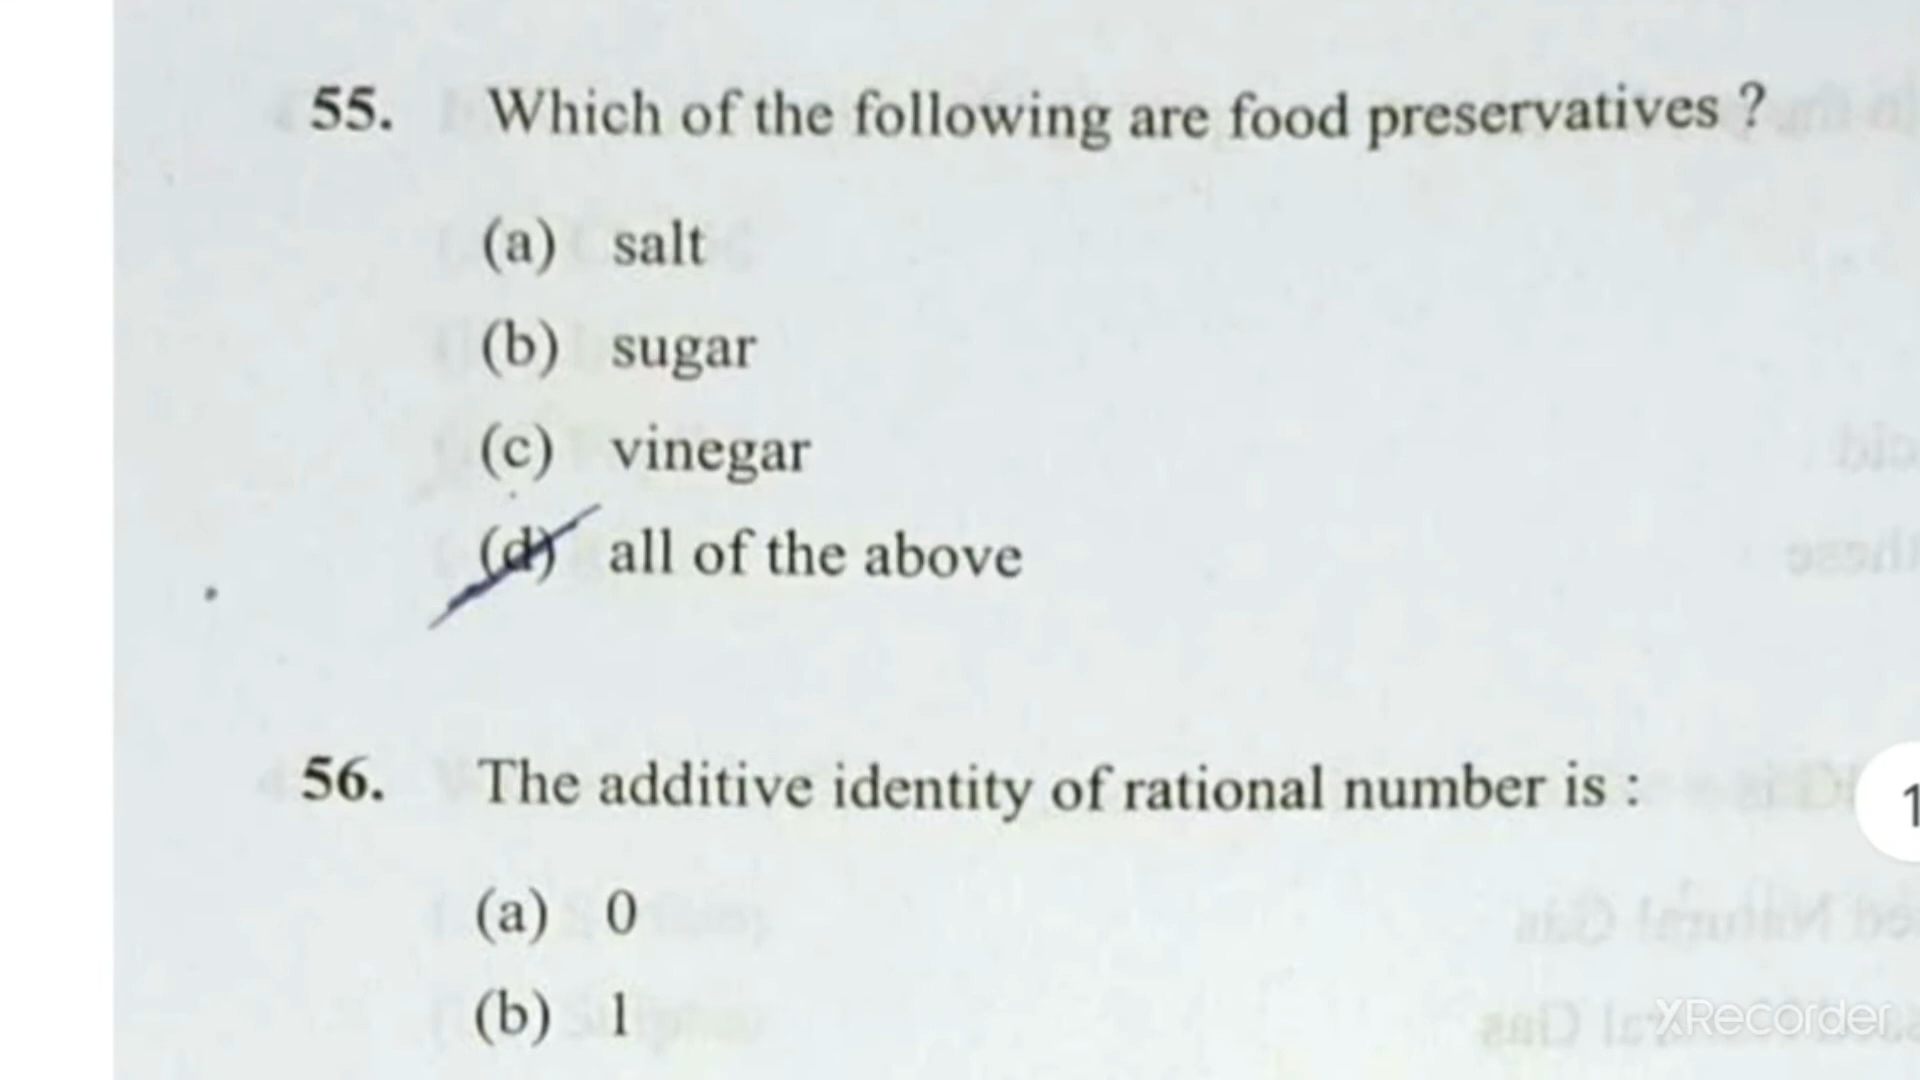 55. Which of the following are food preservatives ?
(a) salt
(b) sugar
(c) vinegar
(d) all of the above
56. The additive identity of rational number is :
1
(a) 0
(b) 1
XRecorder